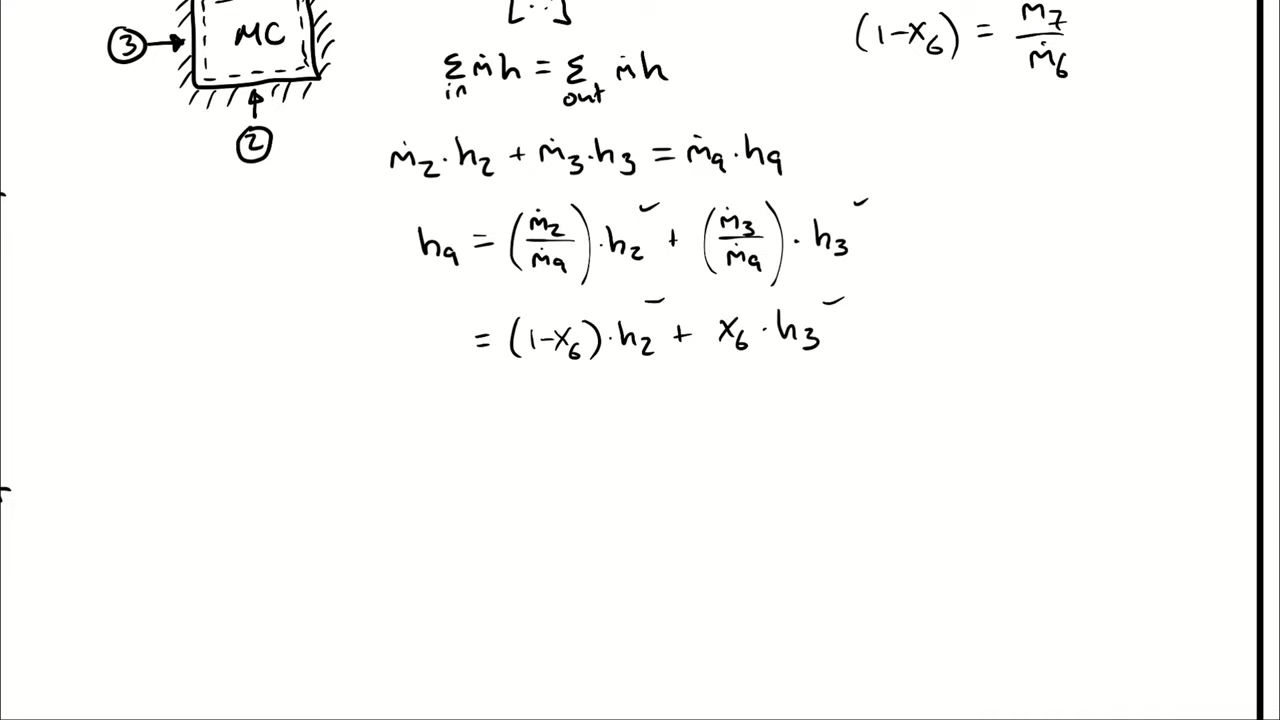 (1-x₆) = ṁ₇/ṁ₆
③ MC
②
Σ ṁh = Σ ṁh
in out
ṁ₂·h₂ + ṁ₃·h₃ = ṁ₉·h₉
h₉ = (ṁ₂/ṁ₉)·h₂ ✓ + (ṁ₃/ṁ₉)·h₃ ✓
= (1-x₆)·h₂ + x₆·h₃